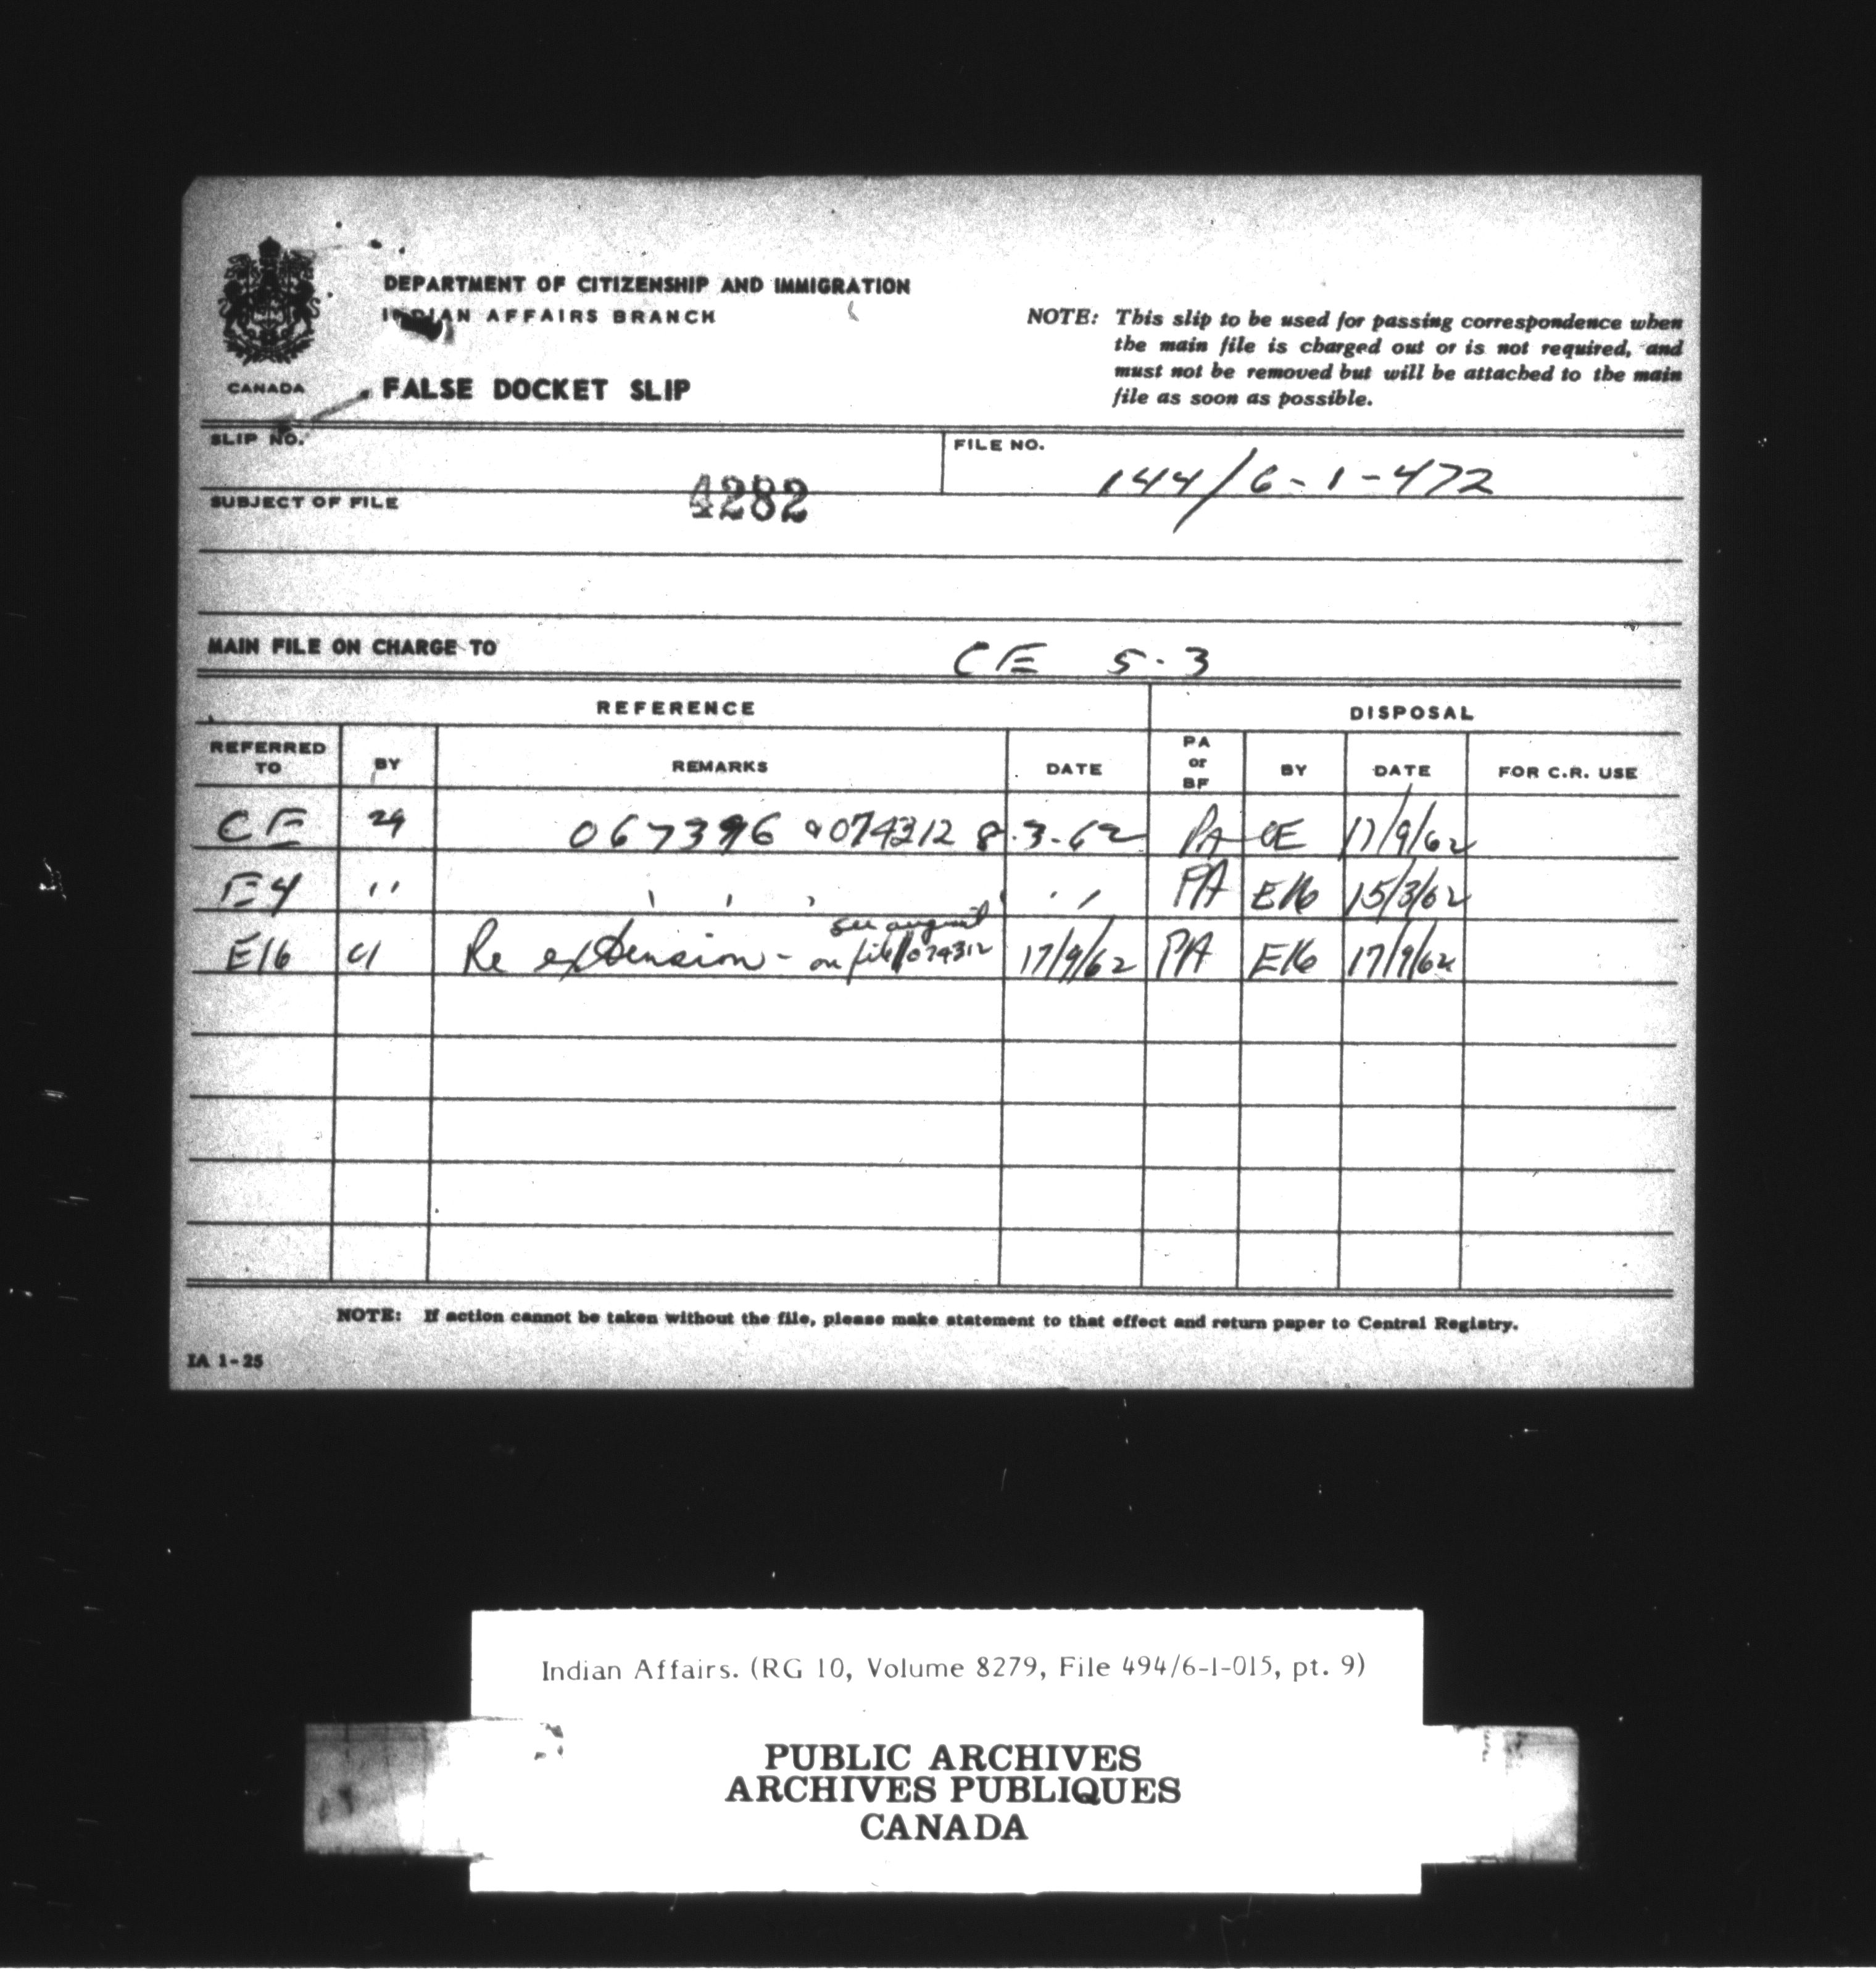 DEPARTMENT OF CITIZENSHIP AND IMMIGRATION
INDIAN AFFAIRS BRANCH
CANADA
FALSE DOCKET SLIP
NOTE: This slip to be used for passing correspondence when
the main file is charged out or is not required, and
must not be removed but will be attached to the main
file as soon as possible.
SLIP NO.
4282
FILE NO.
144/6-1-472
SUBJECT OF FILE
MAIN FILE ON CHARGE TO CE 5-3
REFERENCE DISPOSAL
REFERRED TO BY REMARKS DATE PA or BF BY DATE FOR C.R. USE
CE 29 067396 074312 8.3.62 PA CE 17/9/62
E4 " ' ' ' ' " PA E16 15/3/62
see
E16 Re extension - on file 074312 17/9/62 PA E16 17/9/62
NOTE: If action cannot be taken without the file, please make statement to that effect and return paper to Central Registry.
IA 1-25
Indian Affairs. (RG 10, Volume 8279, File 494/6-1-015, pt. 9)
PUBLIC ARCHIVES
ARCHIVES PUBLIQUES
CANADA